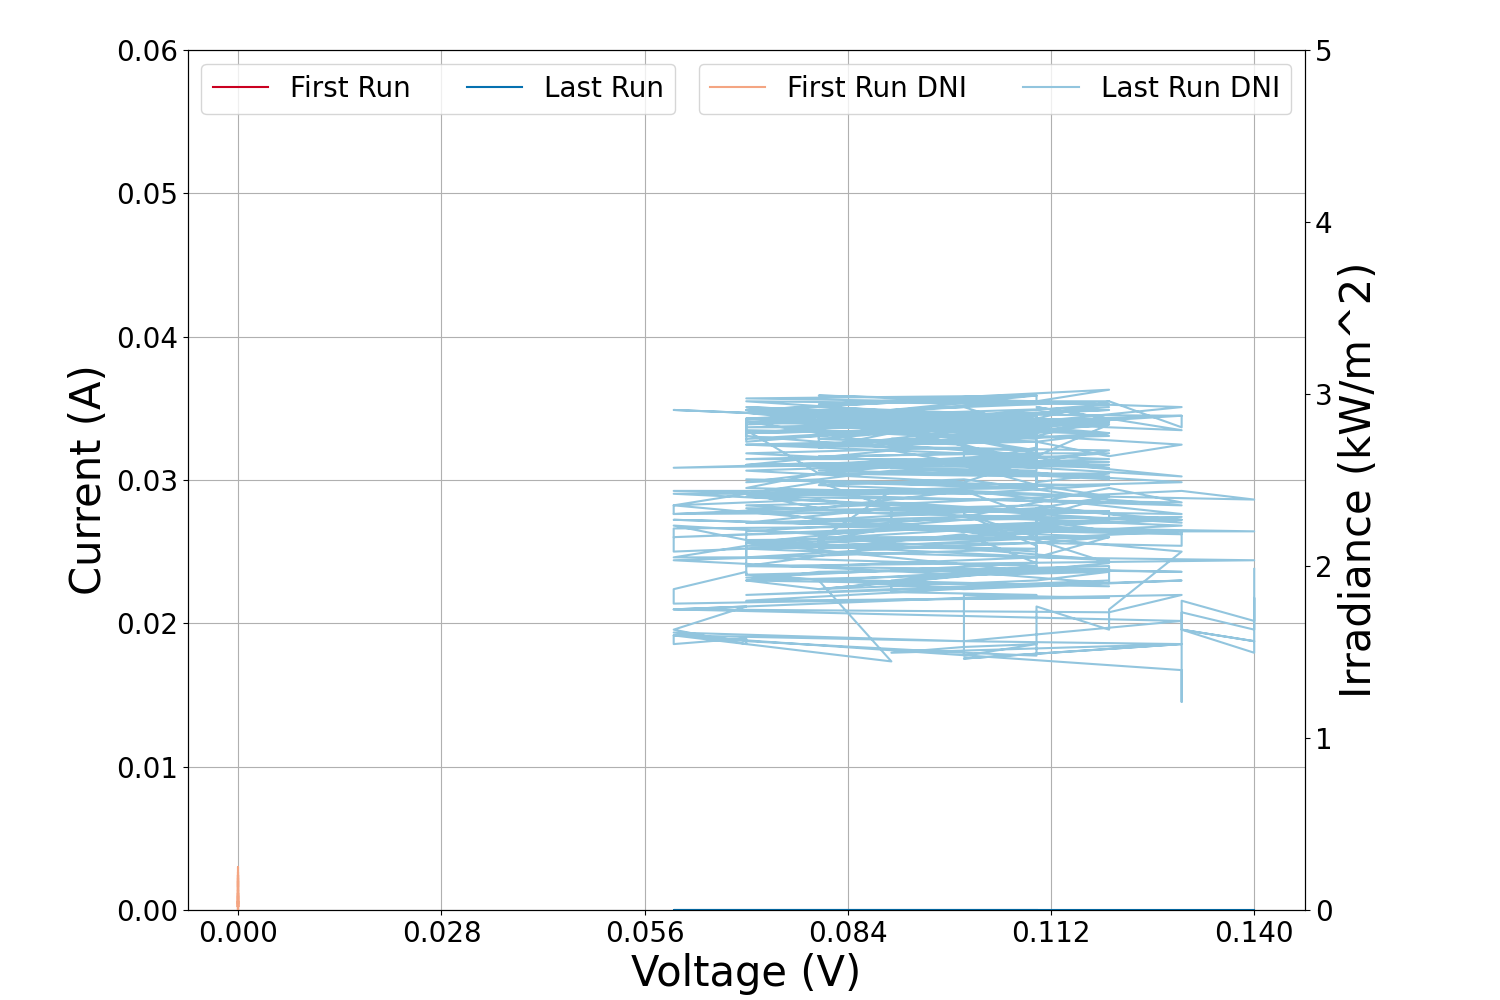 First Run
Last Run
First Run DNI
Last Run DNI
0.06
0.05
0.04
0.03
0.02
0.01
0.00
Current (A)
5
4
3
2
1
0
Irradiance (kW/m^2)
0.000 0.028 0.056 0.084 0.112 0.140
Voltage (V)